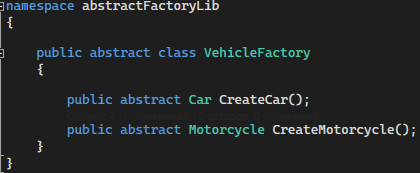 namespace abstractFactoryLib
{
public abstract class VehicleFactory
{
public abstract Car CreateCar();
public abstract Motorcycle CreateMotorcycle();
}
}